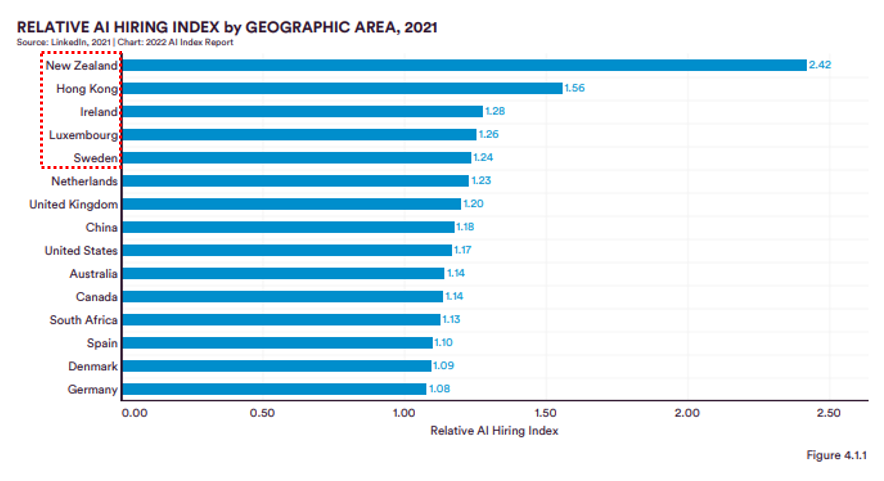 RELATIVE AI HIRING INDEX by GEOGRAPHIC AREA, 2021
Source: LinkedIn, 2021 | Chart: 2022 AI Index Report
New Zealand 2.42
Hong Kong 1.56
Ireland 1.28
Luxembourg 1.26
Sweden 1.24
Netherlands 1.23
United Kingdom 1.20
China 1.18
United States 1.17
Australia 1.14
Canada 1.14
South Africa 1.13
Spain 1.10
Denmark 1.09
Germany 1.08
0.00 0.50 1.00 1.50 2.00 2.50
Relative AI Hiring Index
Figure 4.1.1